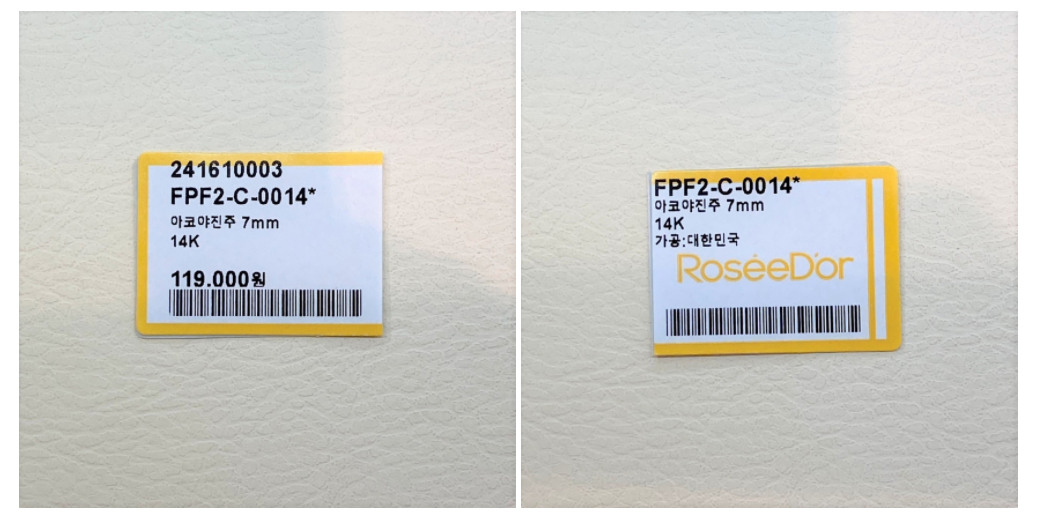 241610003
FPF2-C-0014*
아코야진주 7mm
14K
119.000원
FPF2-C-0014*
아코야진주 7mm
14K
가공:대한민국
RoséeD'or